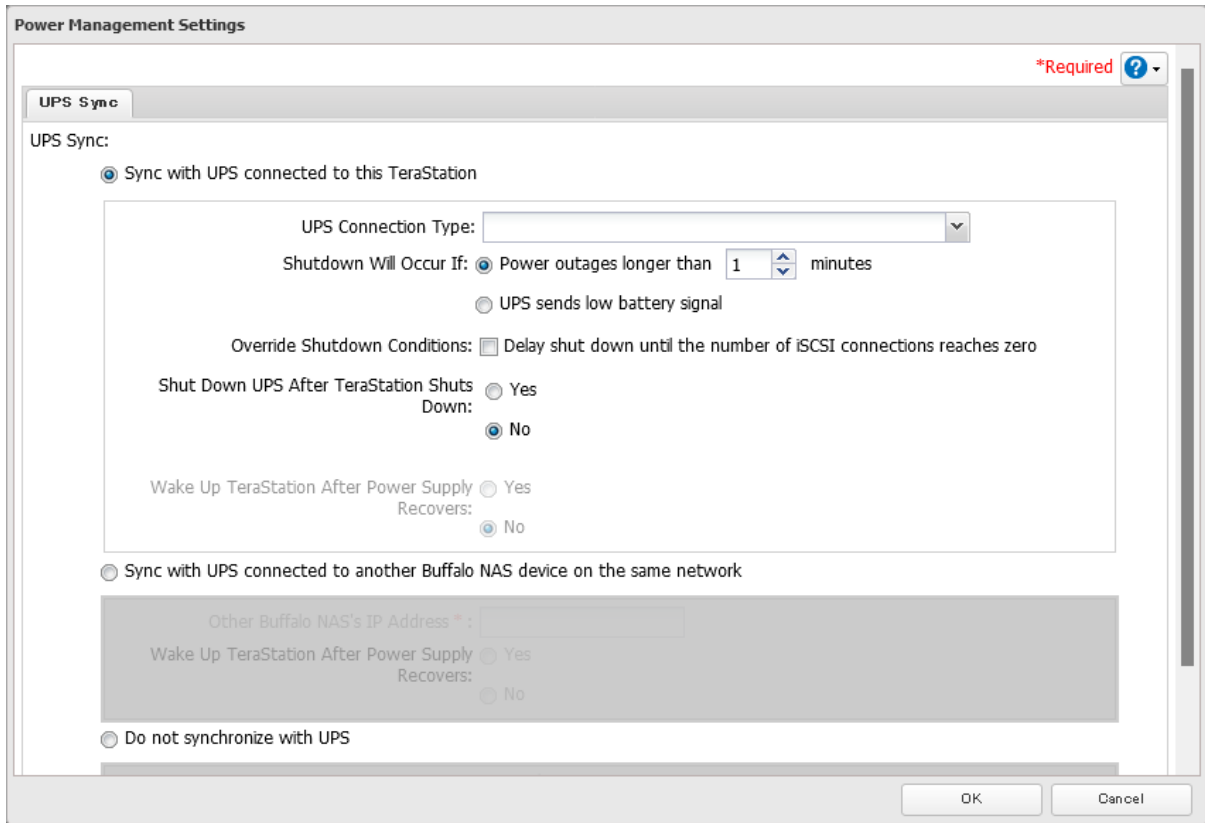 Power Management Settings
*Required
UPS Sync
UPS Sync:
Sync with UPS connected to this TeraStation
UPS Connection Type:
Shutdown Will Occur If: Power outages longer than 1 minutes
UPS sends low battery signal
Override Shutdown Conditions: Delay shut down until the number of iSCSI connections reaches zero
Shut Down UPS After TeraStation Shuts Yes
Down:
No
Wake Up TeraStation After Power Supply Yes
Recovers:
No
Sync with UPS connected to another Buffalo NAS device on the same network
Other Buffalo NAS's IP Address * :
Wake Up TeraStation After Power Supply Yes
Recovers:
No
Do not synchronize with UPS
OK Cancel